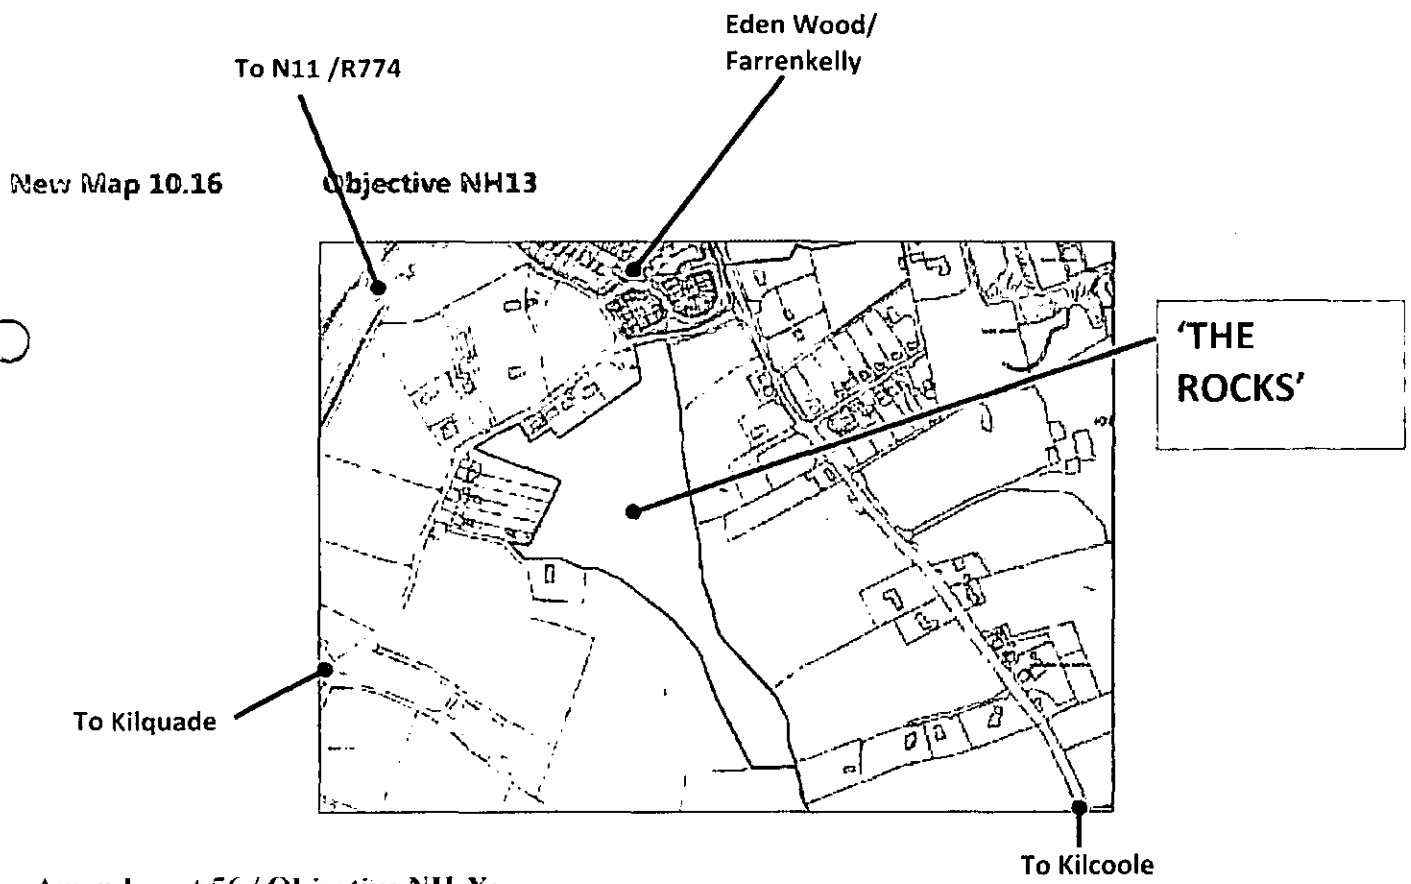 Eden Wood/
Farrenkelly
To N11 /R774
New Map 10.16 Objective NH13
'THE
ROCKS'
To Kilquade
To Kilcoole